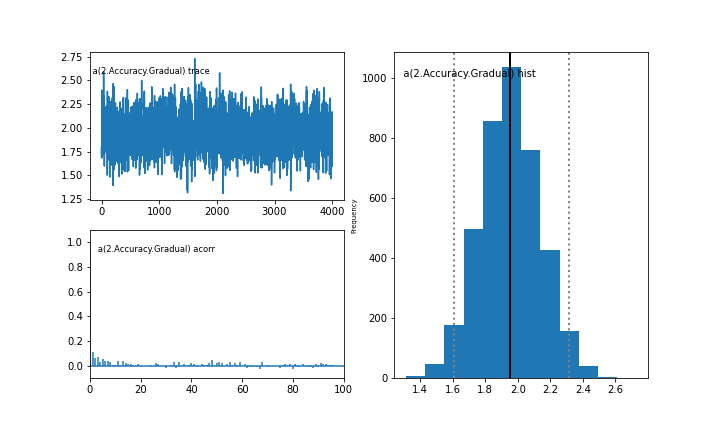 a(2.Accuracy.Gradual) trace
2.75
2.50
2.25
2.00
1.75
1.50
1.25
0 1000 2000 3000 4000
a(2.Accuracy.Gradual) acorr
1.0
0.8
0.6
0.4
0.2
0.0
0 20 40 60 80 100
a(2.Accuracy.Gradual) hist
Frequency
1000
800
600
400
200
0
1.4 1.6 1.8 2.0 2.2 2.4 2.6